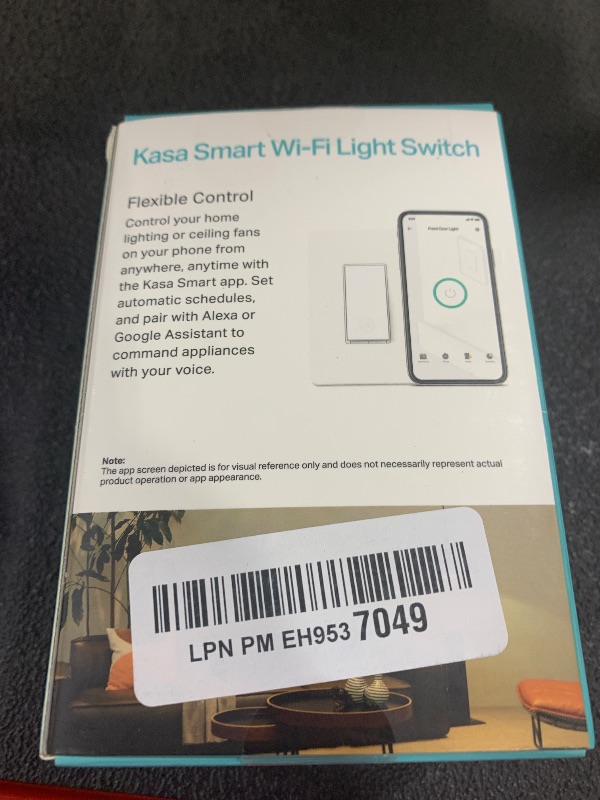 Kasa Smart Wi-Fi Light Switch
Flexible Control
Control your home
lighting or ceiling fans
on your phone from
anywhere, anytime with
the Kasa Smart app. Set
automatic schedules,
and pair with Alexa or
Google Assistant to
command appliances
with your voice.
Front Door Light
Note:
The app screen depicted is for visual reference only and does not necessarily represent actual
product operation or app appearance.
LPN PM EH953 7049